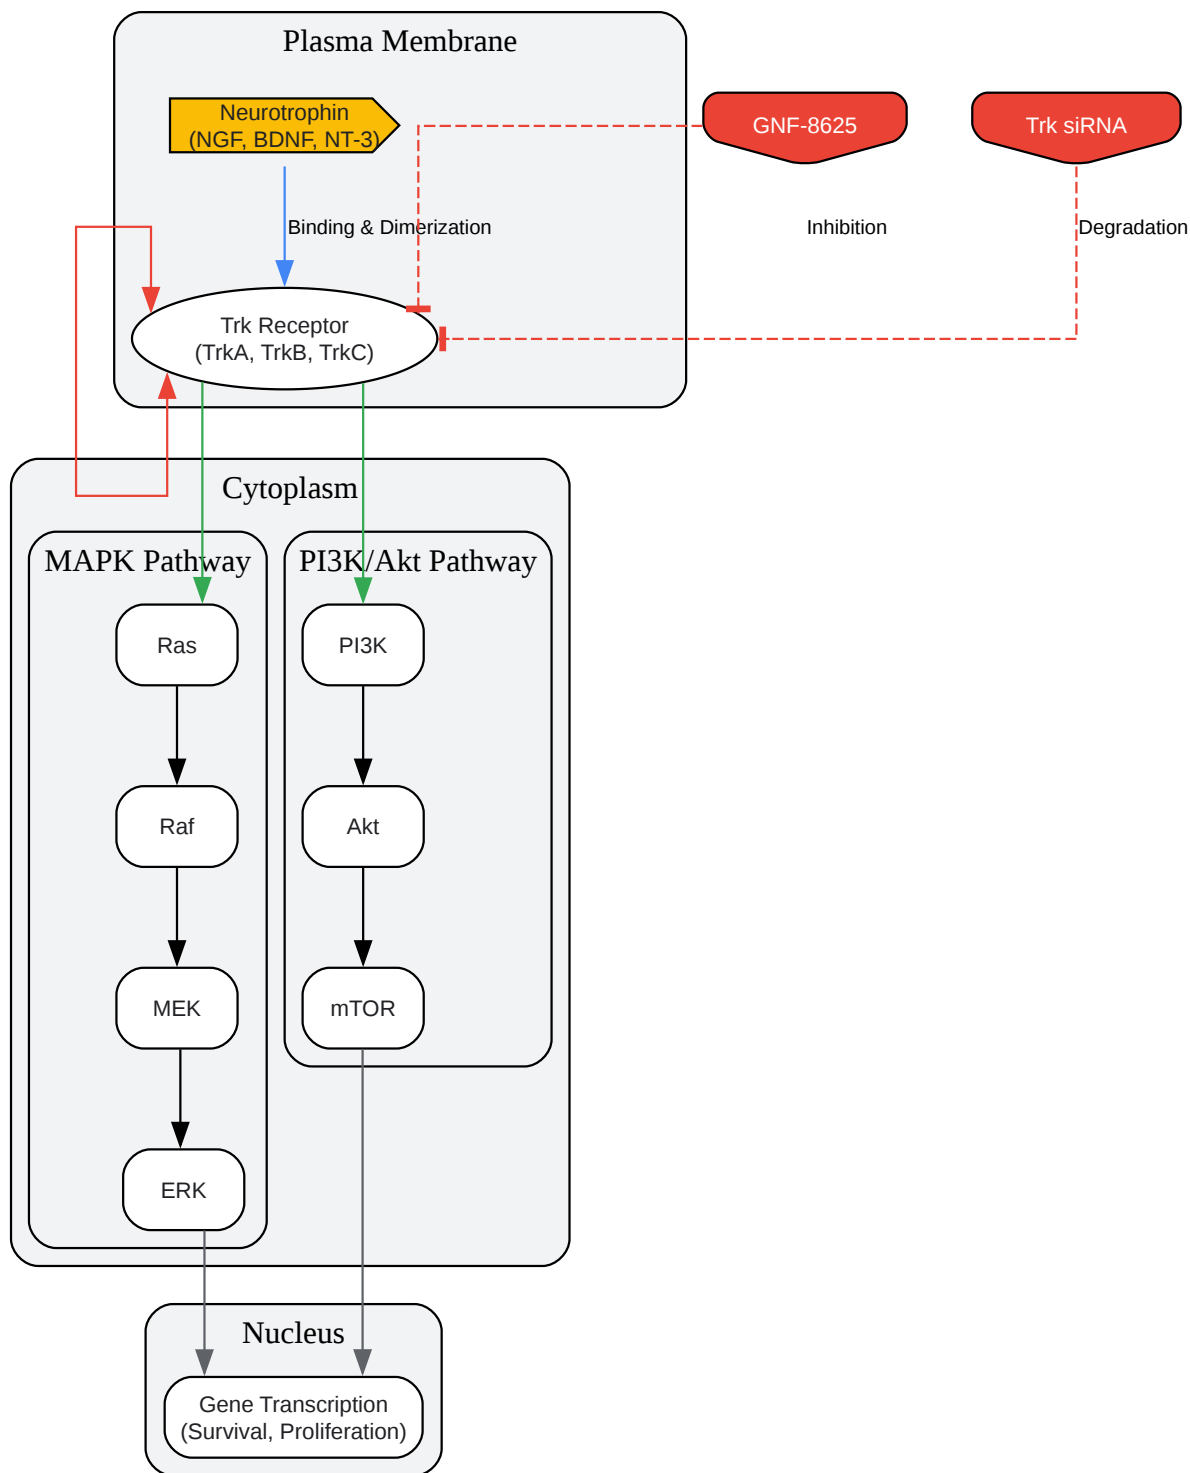 Plasma Membrane
Neurotrophin
(NGF, BDNF, NT-3)
GNF-8625
Trk siRNA
Binding & Dimerization
Inhibition
Degradation
Trk Receptor
(TrkA, TrkB, TrkC)
Cytoplasm
MAPK Pathway
PI3K/Akt Pathway
Ras
PI3K
Raf
Akt
MEK
mTOR
ERK
Nucleus
Gene Transcription
(Survival, Proliferation)